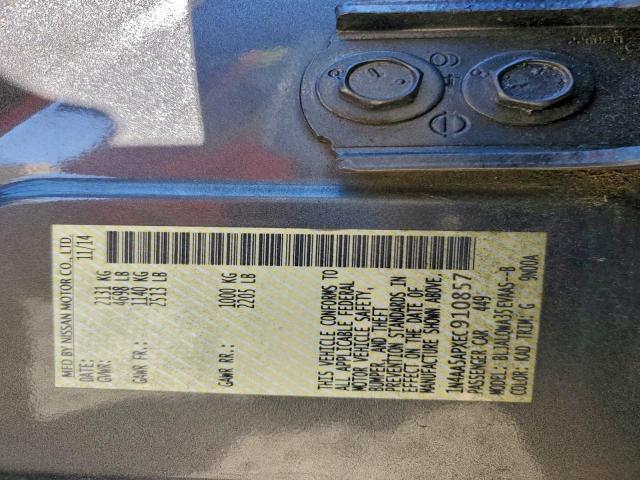 MFD BY NISSAN MOTOR CO., LTD.
DATE: 11/14
GVWR: 2131 KG
4698 LB
GAWR FR.: 1140 KG
2513 LB
GAWR RR.: 1000 KG
2205 LB
THIS VEHICLE CONFORMS TO
ALL APPLICABLE FEDERAL
MOTOR VEHICLE SAFETY,
BUMPER, AND THEFT
PREVENTION STANDARDS IN
EFFECT ON THE DATE OF
MANUFACTURE SHOWN ABOVE.
1N4AA5APXEC910857
PASSENGER CAR 449
MODEL:
COLOR: KAD TRIM: G 9N00A